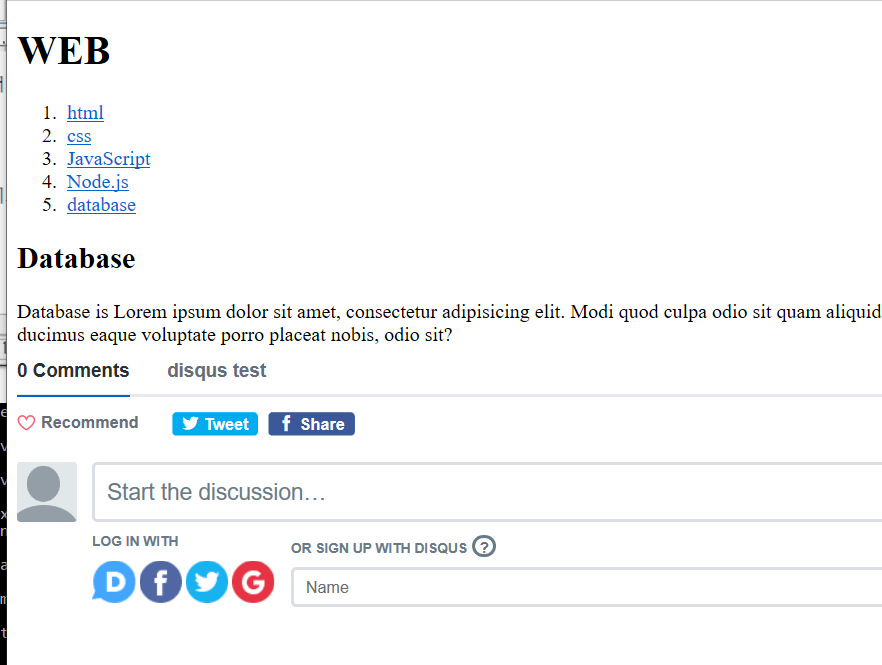 WEB
1. html
2. css
3. JavaScript
4. Node.js
5. database
Database
Database is Lorem ipsum dolor sit amet, consectetur adipisicing elit. Modi quod culpa odio sit quam aliquid
ducimus eaque voluptate porro placeat nobis, odio sit?
0 Comments disqus test
Recommend Tweet f Share
Start the discussion…
LOG IN WITH
OR SIGN UP WITH DISQUS ?
D f G
Name